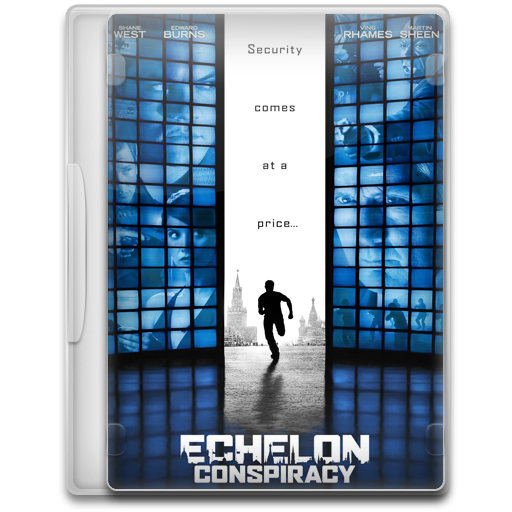 SHANE
WEST
EDWARD
BURNS
VING
RHAMES
MARTIN
SHEEN
Security
comes
at a
price...
ECHELON
CONSPIRACY